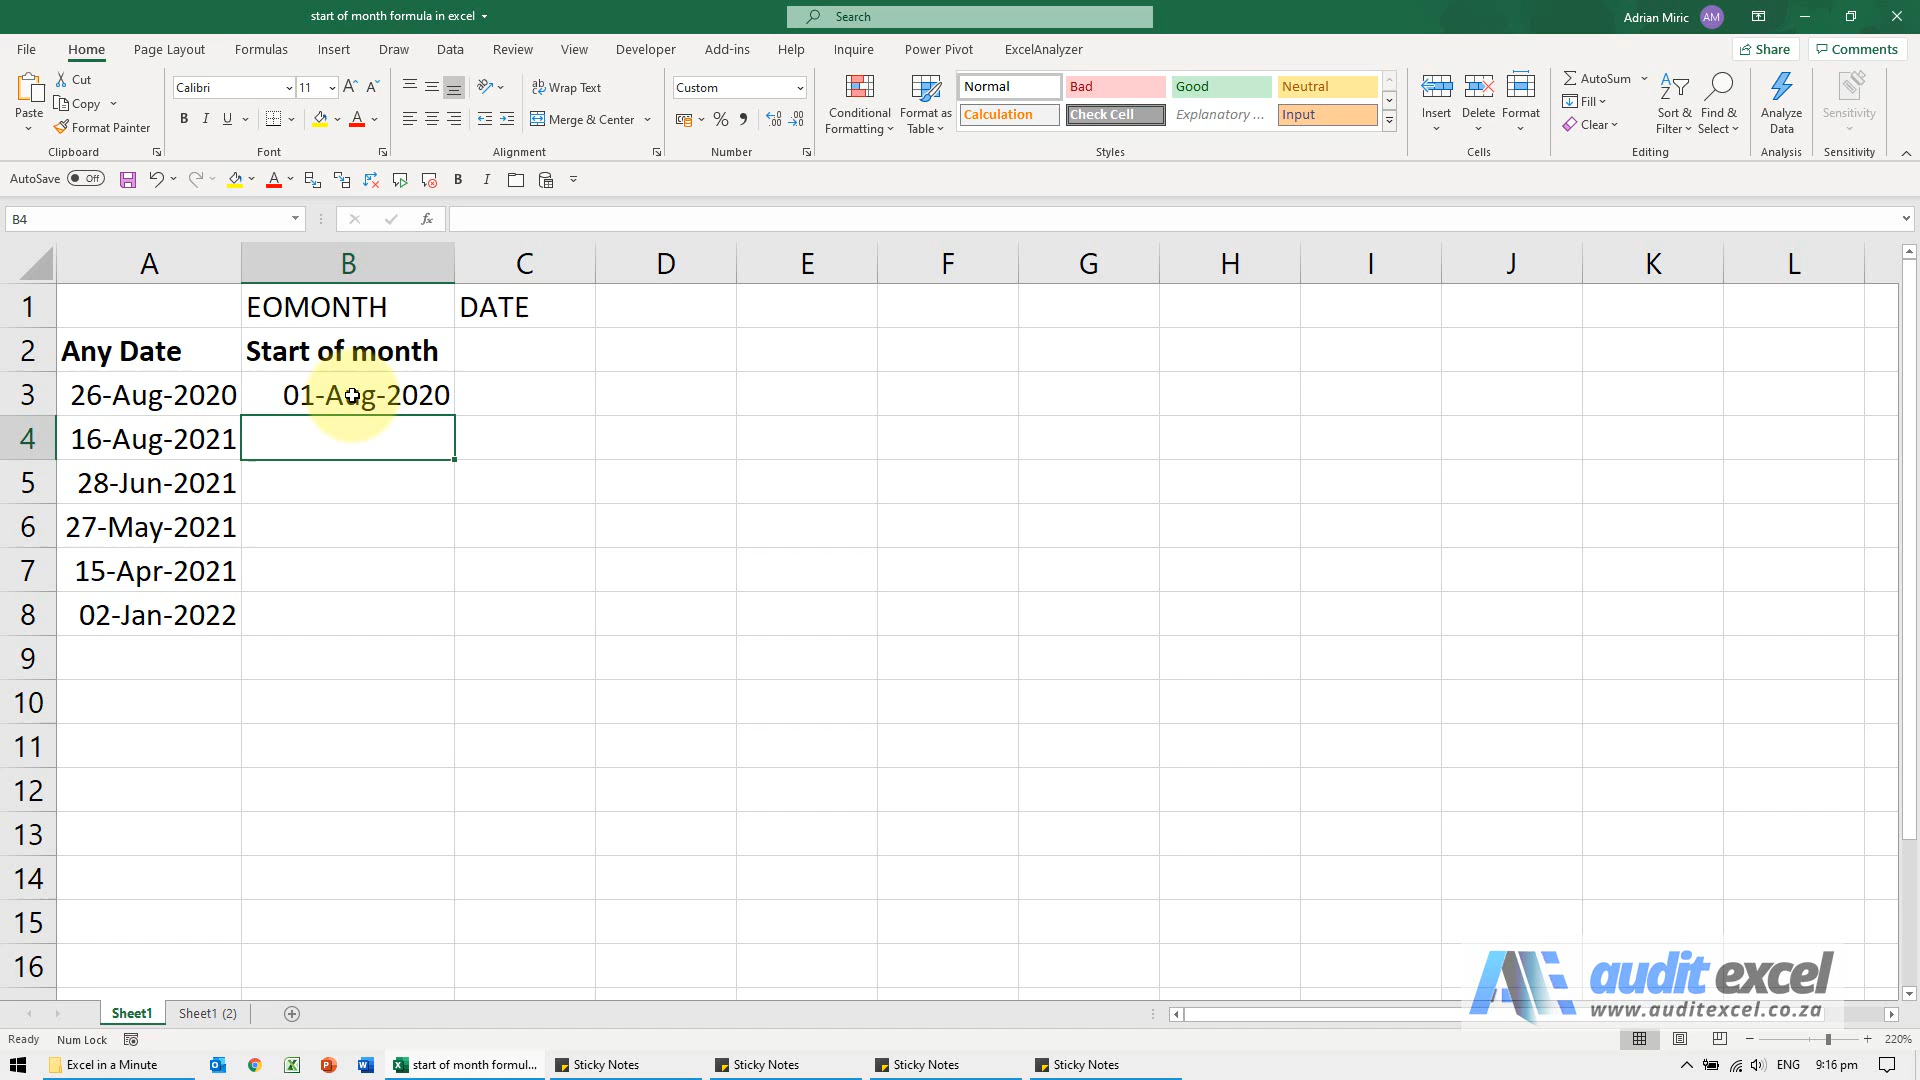 start of month formula in excel
Search
Adrian Miric AM
File Home Page Layout Formulas Insert Draw Data Review View Developer Add-ins Help Inquire Power Pivot ExcelAnalyzer Share Comments
Cut
Copy
Format Painter
Paste
Calibri 11
B I U
Wrap Text
Merge & Center
Custom
Conditional Formatting
Format as Table
Normal Bad Good Neutral
Calculation Check Cell Explanatory ... Input
Insert Delete Format
AutoSum
Fill
Clear
Sort & Filter
Find & Select
Analyze Data
Sensitivity
Clipboard Font Alignment Number Styles Cells Editing Analysis Sensitivity
AutoSave Off B I
B4 fx
A B C D E F G H I J K L
1 EOMONTH DATE
2 Any Date Start of month
3 26-Aug-2020 01-Aug-2020
4 16-Aug-2021
5 28-Jun-2021
6 27-May-2021
7 15-Apr-2021
8 02-Jan-2022
9
10
11
12
13
14
15
16
audit excel
www.auditexcel.co.za
Sheet1 Sheet1 (2)
Ready Num Lock 220%
Excel in a Minute start of month formul... Sticky Notes Sticky Notes Sticky Notes Sticky Notes ENG 9:16 pm